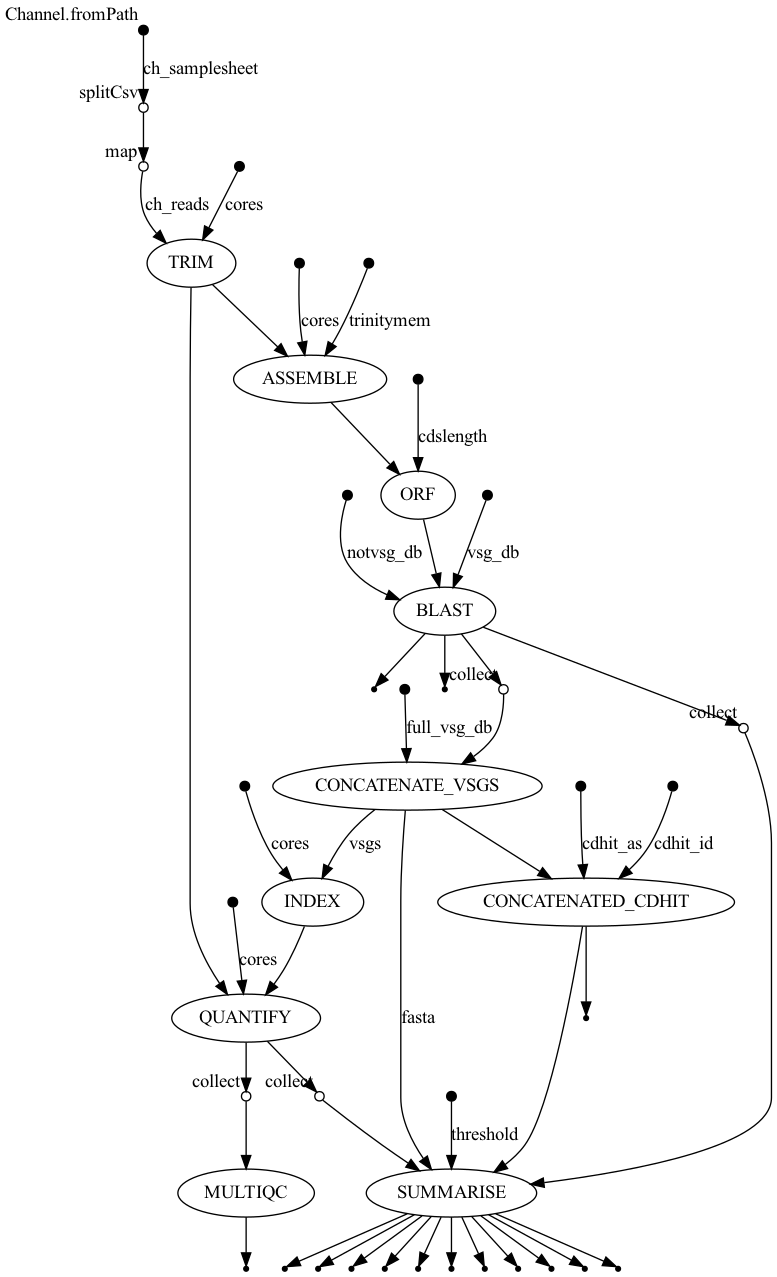 Channel.fromPath
ch_samplesheet
splitCsv
map
ch_reads
cores
TRIM
cores
trinitymem
ASSEMBLE
cdslength
ORF
notvsg_db
vsg_db
BLAST
collect
collect
full_vsg_db
CONCATENATE_VSGS
cores
vsgs
cdhit_as
cdhit_id
INDEX
CONCATENATED_CDHIT
cores
QUANTIFY
fasta
collect
collect
threshold
MULTIQC
SUMMARISE